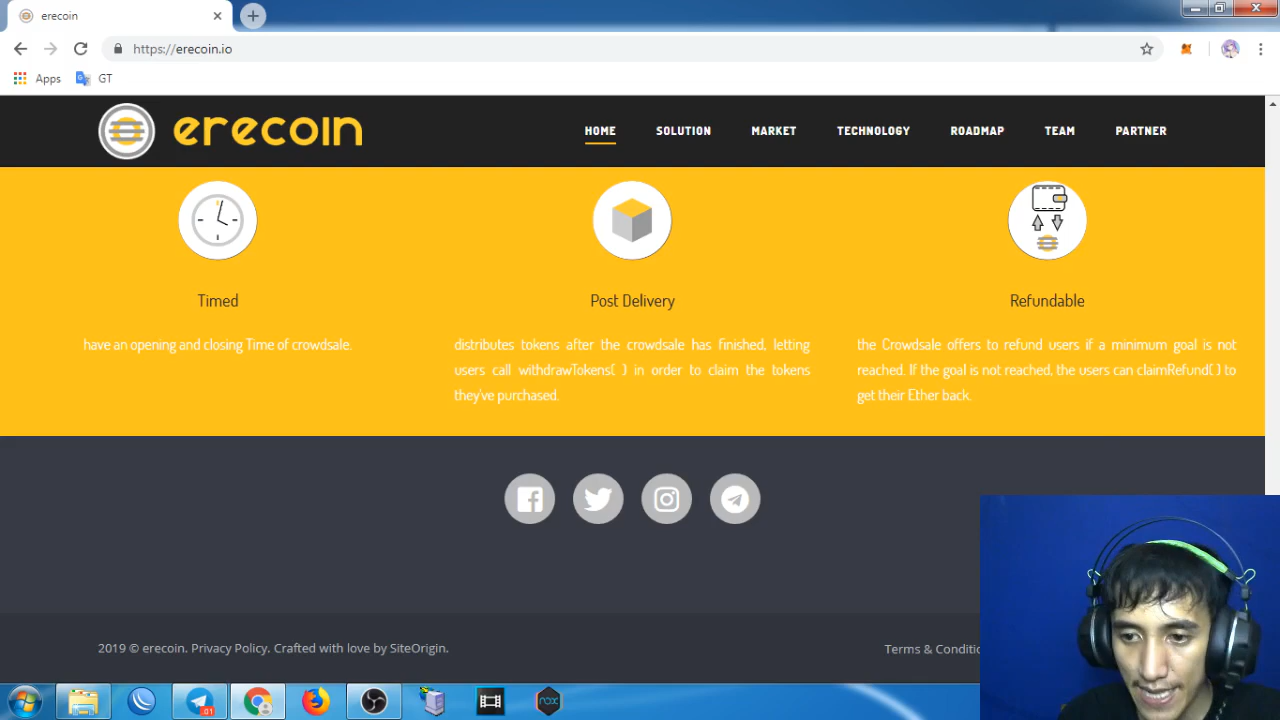 erecoin
https://erecoin.io
Apps GT
erecoin HOME SOLUTION MARKET TECHNOLOGY ROADMAP TEAM PARTNER
Timed
have an opening and closing Time of crowdsale.
Post Delivery
distributes tokens after the crowdsale has finished, letting
users call withdrawTokens( ) in order to claim the tokens
they've purchased.
Refundable
the Crowdsale offers to refund users if a minimum goal is not
reached. If the goal is not reached, the users can claimRefund( ) to
get their Ether back.
2019 © erecoin. Privacy Policy. Crafted with love by SiteOrigin.
Terms & Conditio
91
nox